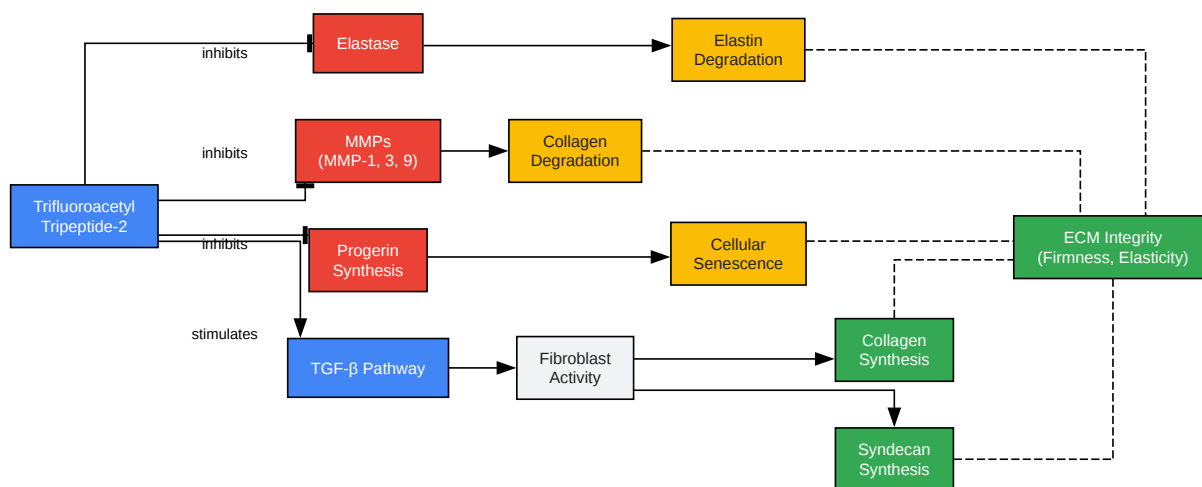 Elastase
inhibits
Elastin
Degradation
MMPs
(MMP-1, 3, 9)
inhibits
Collagen
Degradation
Trifluoroacetyl
Tripeptide-2
inhibits
Progerin
Synthesis
Cellular
Senescence
ECM Integrity
(Firmness, Elasticity)
stimulates
TGF-β Pathway
Fibroblast
Activity
Collagen
Synthesis
Syndecan
Synthesis